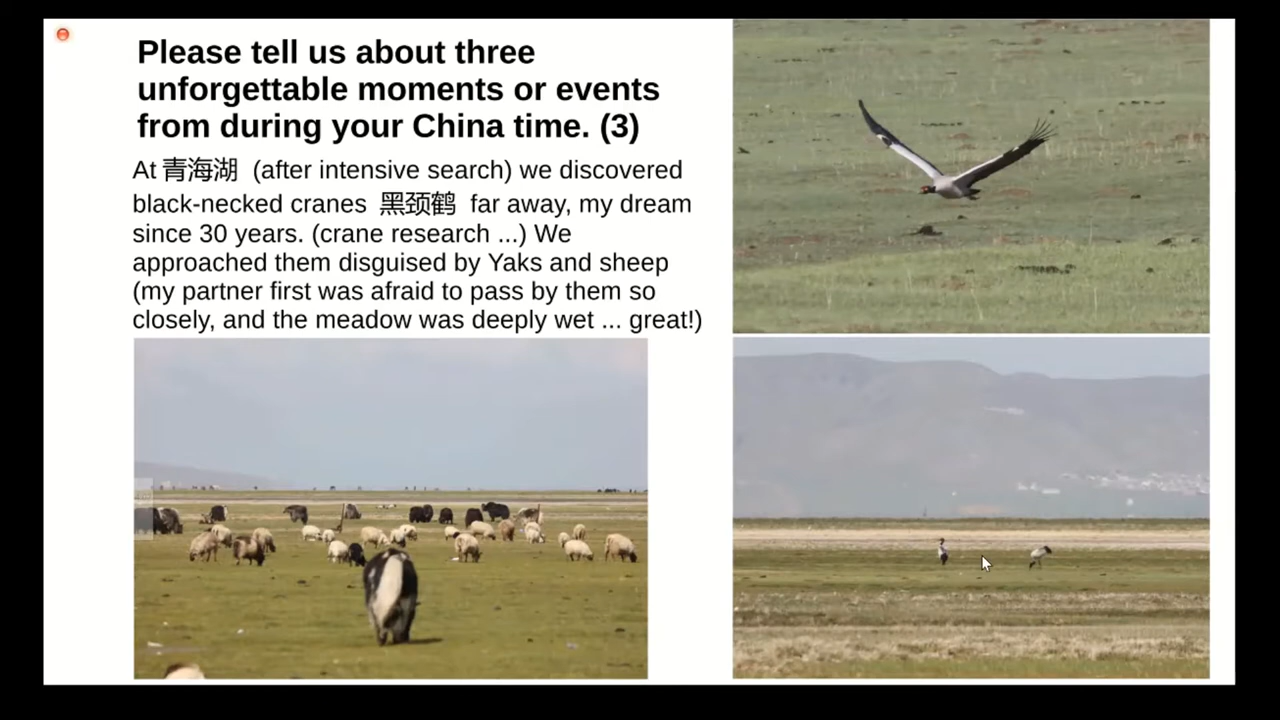 Please tell us about three
unforgettable moments or events
from during your China time. (3)
At 青海湖 (after intensive search) we discovered
black-necked cranes 黑颈鹤 far away, my dream
since 30 years. (crane research ...) We
approached them disguised by Yaks and sheep
(my partner first was afraid to pass by them so
closely, and the meadow was deeply wet ... great!)